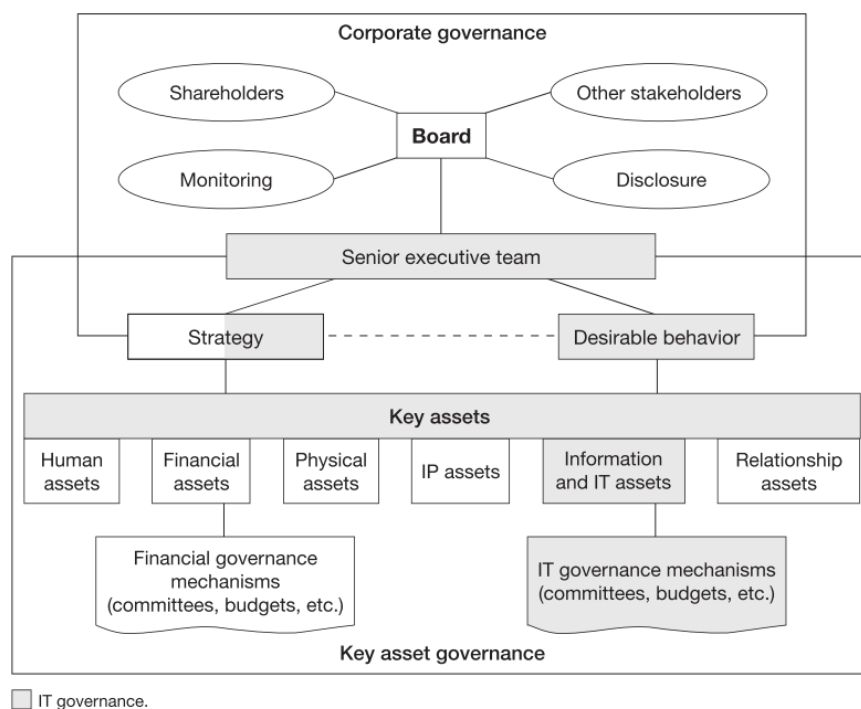 Corporate governance
Shareholders
Other stakeholders
Board
Monitoring
Disclosure
Senior executive team
Strategy
Desirable behavior
Key assets
Human
assets
Financial
assets
Physical
assets
IP assets
Information
and IT assets
Relationship
assets
Financial governance
mechanisms
(committees, budgets, etc.)
IT governance mechanisms
(committees, budgets, etc.)
Key asset governance
IT governance.